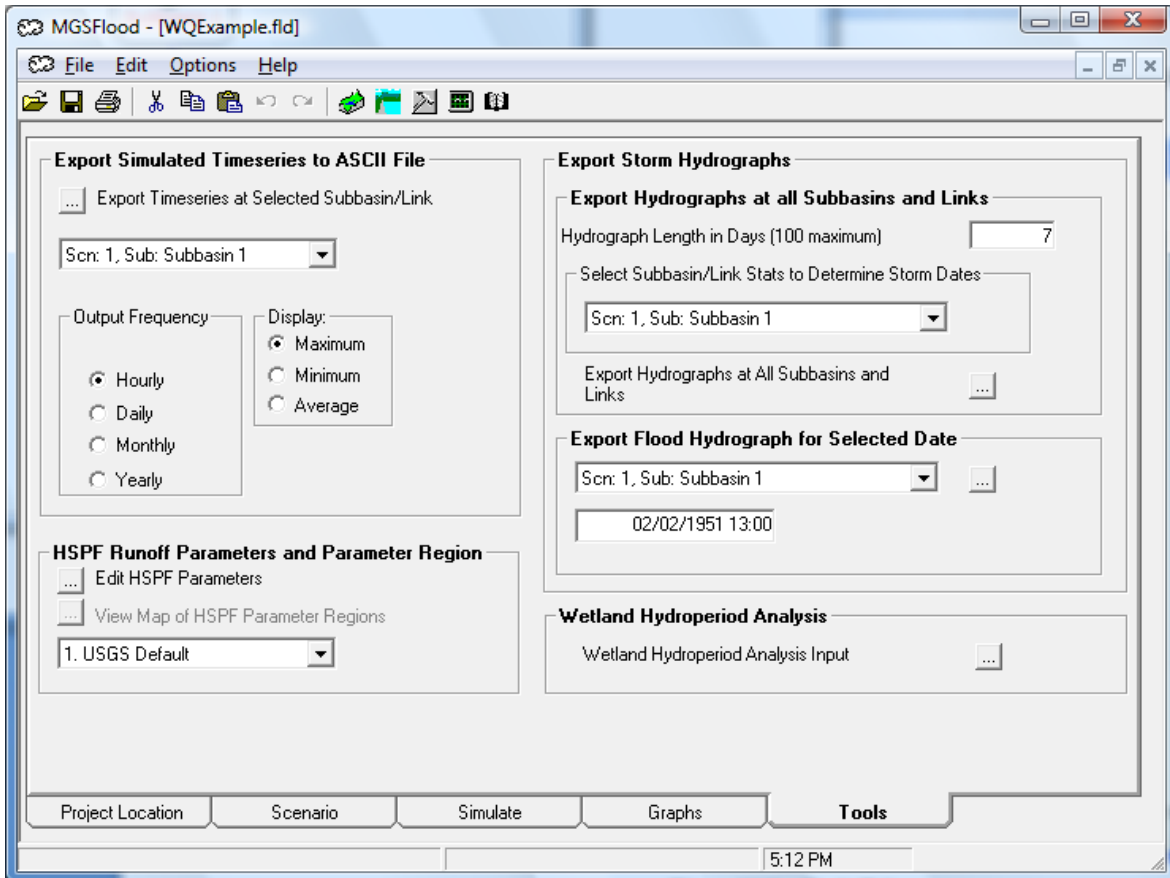 MGSFlood - [WQExample.fld]
File Edit Options Help
Export Simulated Timeseries to ASCII File
... Export Timeseries at Selected Subbasin/Link
Scn: 1, Sub: Subbasin 1
Output Frequency
Hourly
Daily
Monthly
Yearly
Display:
Maximum
Minimum
Average
HSPF Runoff Parameters and Parameter Region
... Edit HSPF Parameters
... View Map of HSPF Parameter Regions
1. USGS Default
Export Storm Hydrographs
Export Hydrographs at all Subbasins and Links
Hydrograph Length in Days (100 maximum) 7
Select Subbasin/Link Stats to Determine Storm Dates
Scn: 1, Sub: Subbasin 1
Export Hydrographs at All Subbasins and
Links ...
Export Flood Hydrograph for Selected Date
Scn: 1, Sub: Subbasin 1 ...
02/02/1951 13:00
Wetland Hydroperiod Analysis
Wetland Hydroperiod Analysis Input ...
Project Location Scenario Simulate Graphs Tools
5:12 PM